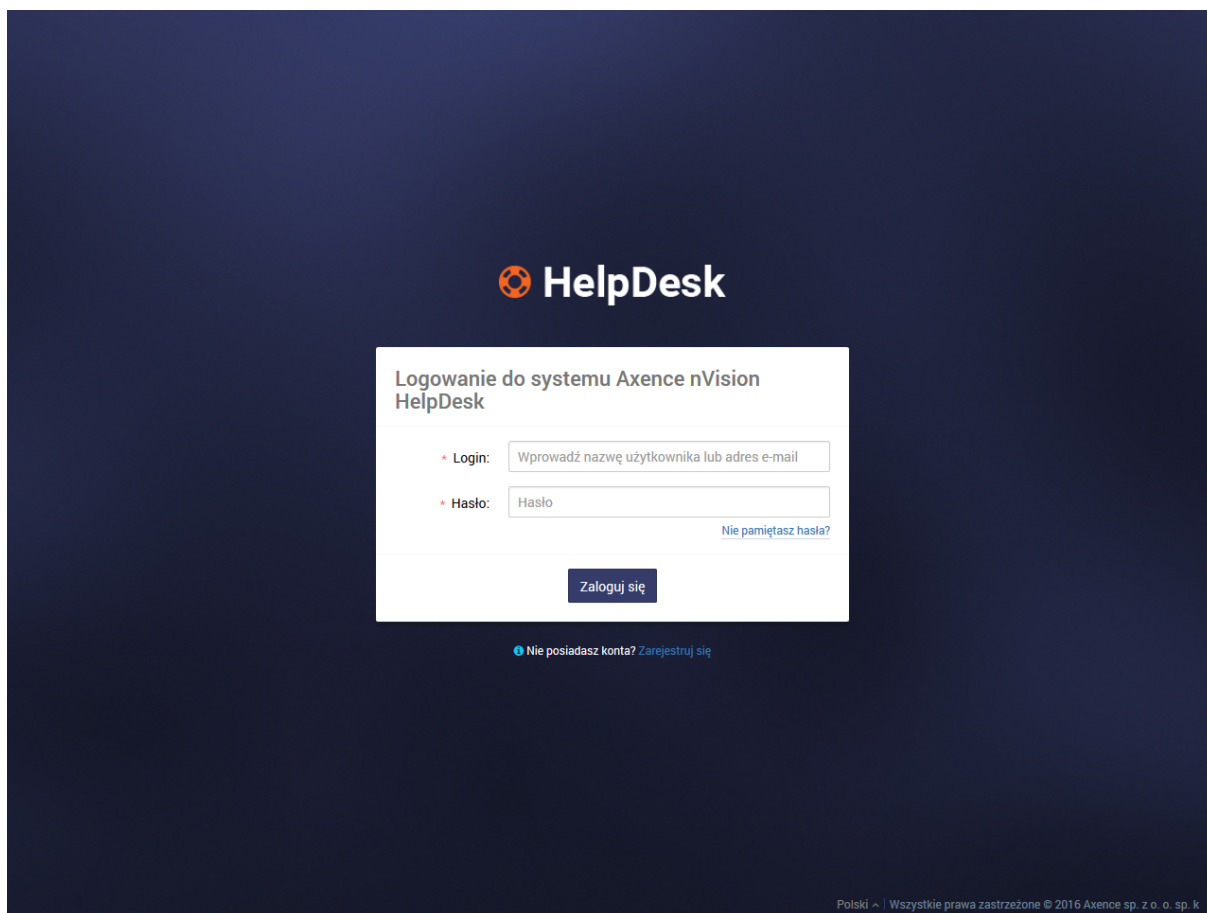 HelpDesk
Logowanie do systemu Axence nVision
HelpDesk
* Login: Wprowadź nazwę użytkownika lub adres e-mail
* Hasło: Hasło
Nie pamiętasz hasła?
Zaloguj się
Nie posiadasz konta? Zarejestruj się
Polski | Wszystkie prawa zastrzeżone © 2016 Axence sp. z o. o. sp. k